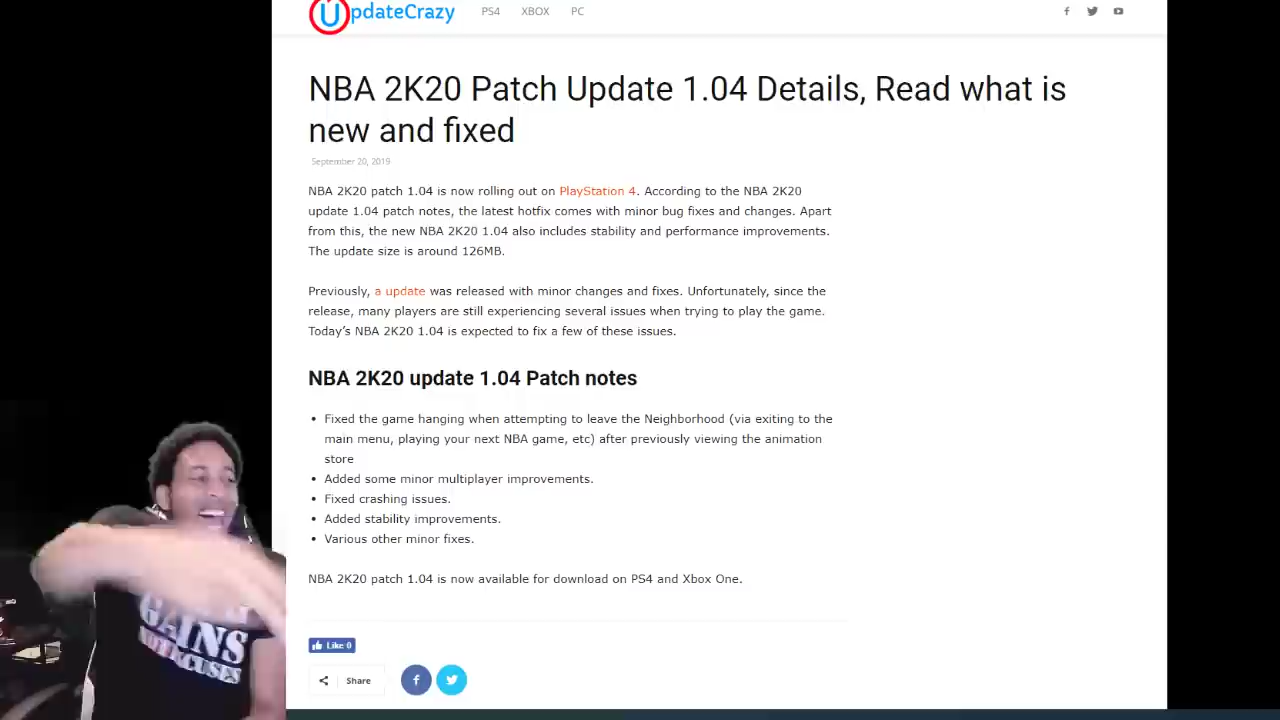 UpdateCrazy PS4 XBOX PC
NBA 2K20 Patch Update 1.04 Details, Read what is
new and fixed
September 20, 2019
NBA 2K20 patch 1.04 is now rolling out on PlayStation 4. According to the NBA 2K20
update 1.04 patch notes, the latest hotfix comes with minor bug fixes and changes. Apart
from this, the new NBA 2K20 1.04 also includes stability and performance improvements.
The update size is around 126MB.
Previously, a update was released with minor changes and fixes. Unfortunately, since the
release, many players are still experiencing several issues when trying to play the game.
Today’s NBA 2K20 1.04 is expected to fix a few of these issues.
NBA 2K20 update 1.04 Patch notes
• Fixed the game hanging when attempting to leave the Neighborhood (via exiting to the
main menu, playing your next NBA game, etc) after previously viewing the animation
store
• Added some minor multiplayer improvements.
• Fixed crashing issues.
• Added stability improvements.
• Various other minor fixes.
NBA 2K20 patch 1.04 is now available for download on PS4 and Xbox One.
Like 0
Share
GAINS